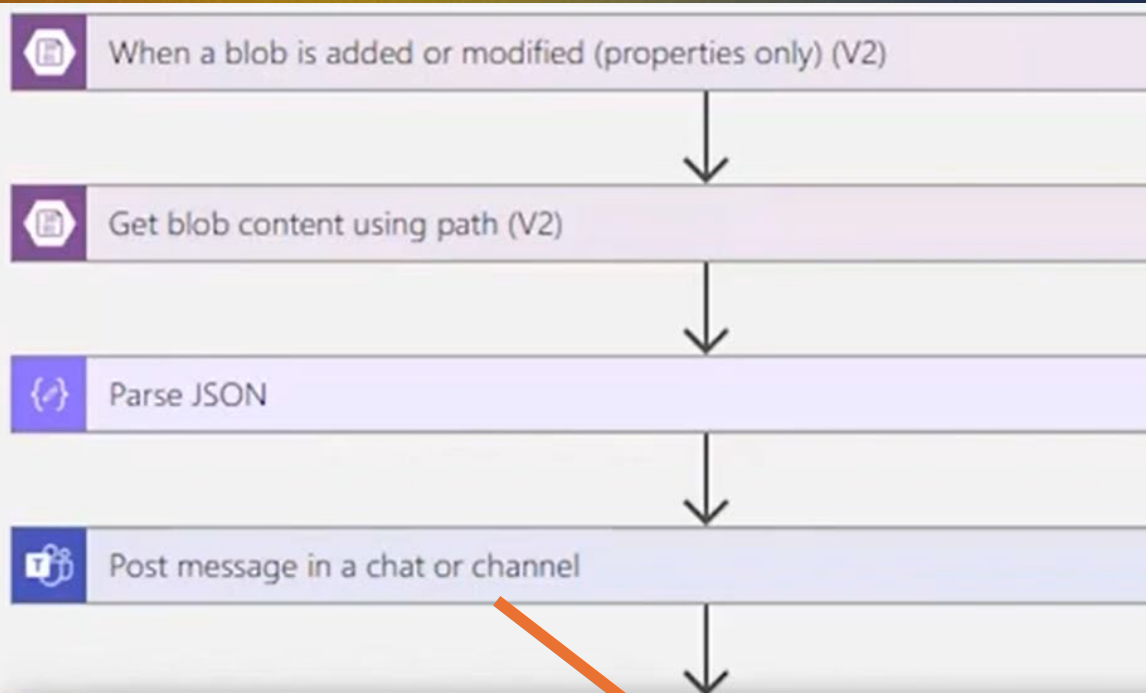 When a blob is added or modified (properties only) (V2)
Get blob content using path (V2)
Parse JSON
T
Post message in a chat or channel